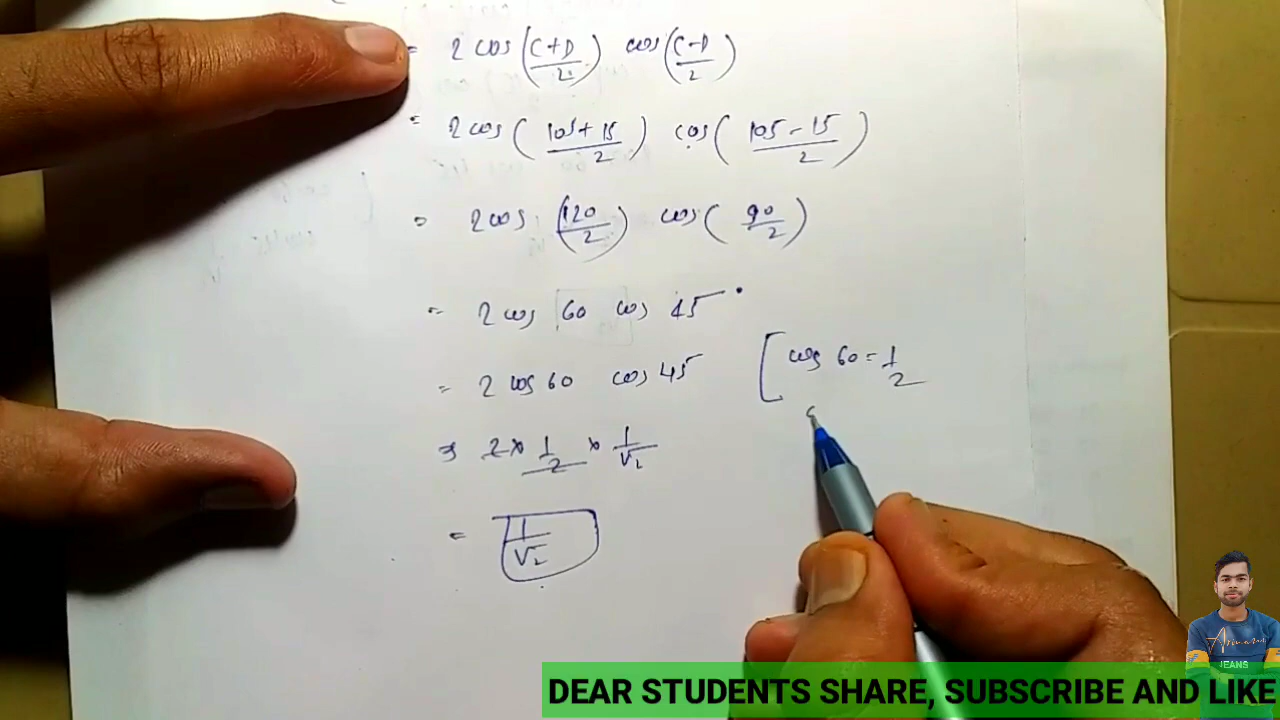 = 2 cos (C+D/2) cos (C-D/2)
= 2 cos ( 105+15/2 ) cos ( 105-15/2 )
= 2 cos (120/2) cos ( 90/2 )
= 2 cos 60 cos 45°
= 2 cos 60 cos 45 [ cos 60 = 1/2
⇒ 2 × 1/2 × 1/√2
= 1/√2
JEANS
DEAR STUDENTS SHARE, SUBSCRIBE AND LIKE